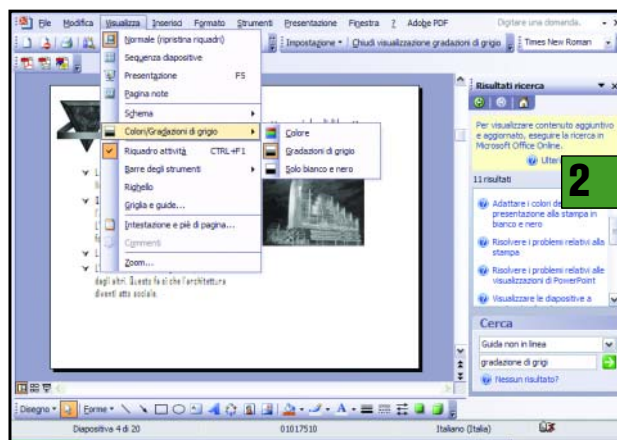 File Modifica Visualizza Inserisci Formato Strumenti Presentazione Finestra ? Adobe PDF
Digitare una domanda.
Impostazione Chiudi visualizzazione gradazioni di grigio Times New Roman
Normale (ripristina riquadri)
Sequenza diapositive
Presentazione F5
Pagina note
Schema
Colori/Gradazioni di grigio
Riquadro attività CTRL+F1
Barre degli strumenti
Righello
Griglia e guide...
Intestazione e piè di pagina...
Commenti
Zoom...
Colore
Gradazioni di grigio
Solo bianco e nero
degli altri. Questo fa sì che l'architettura
diventi atto sociale.
Risultati ricerca
Per visualizzare contenuto aggiuntivo
e aggiornato, eseguire la ricerca in
Microsoft Office Online.
2
11 risultati
Adattare i colori
presentazione alla stampa in
bianco e nero
Risolvere i problemi relativi alla
stampa
Risolvere i problemi relativi alle
visualizzazioni di PowerPoint
Visualizzare le diapositive a
Cerca
Guida non in linea
gradazione di grigi
Nessun risultato?
Disegno Forme
Diapositiva 4 di 20 01017510 Italiano (Italia)